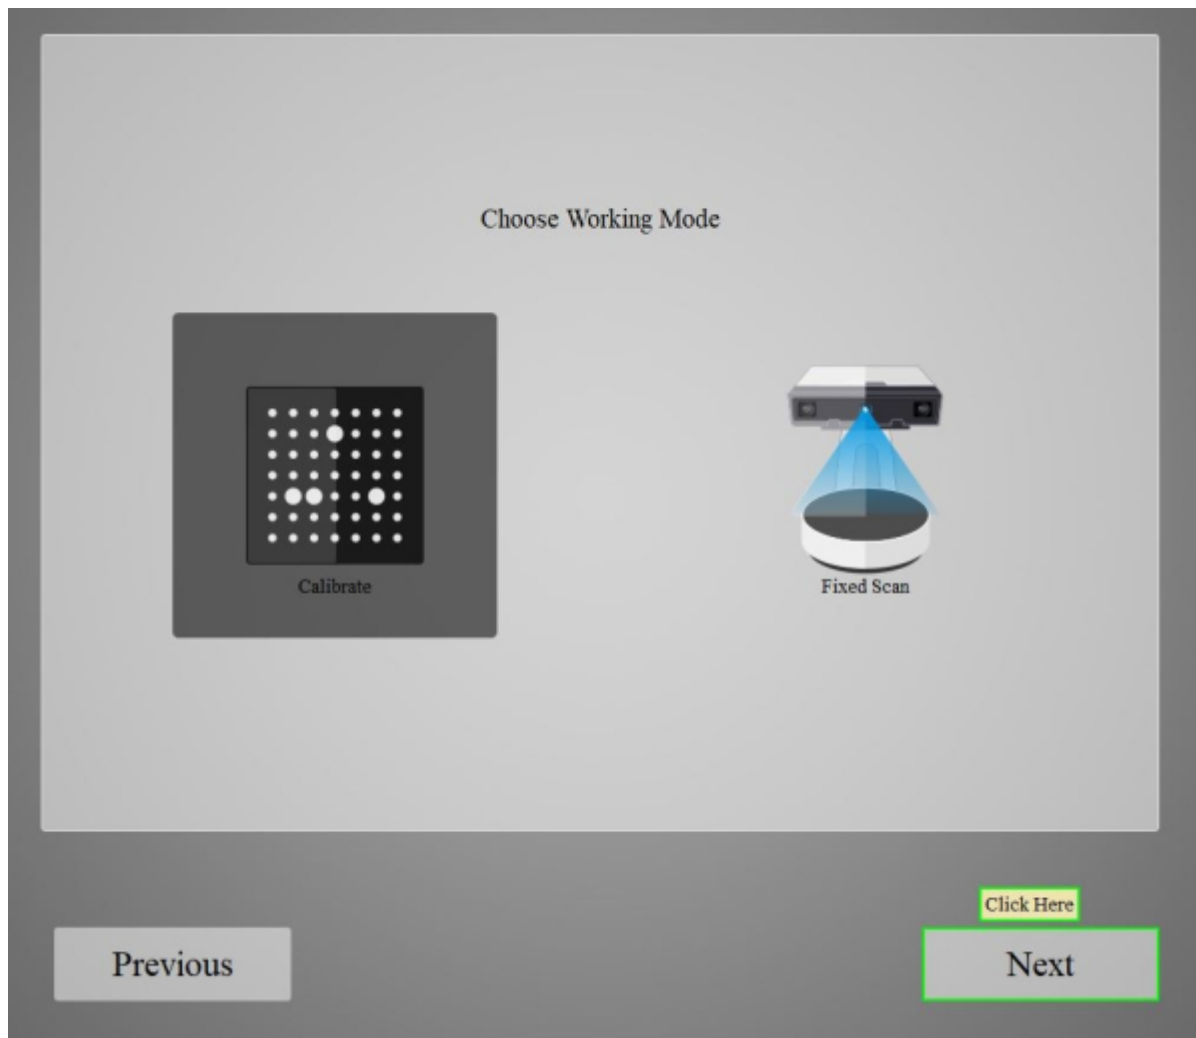 Choose Working Mode
Calibrate
Fixed Scan
Click Here
Previous
Next